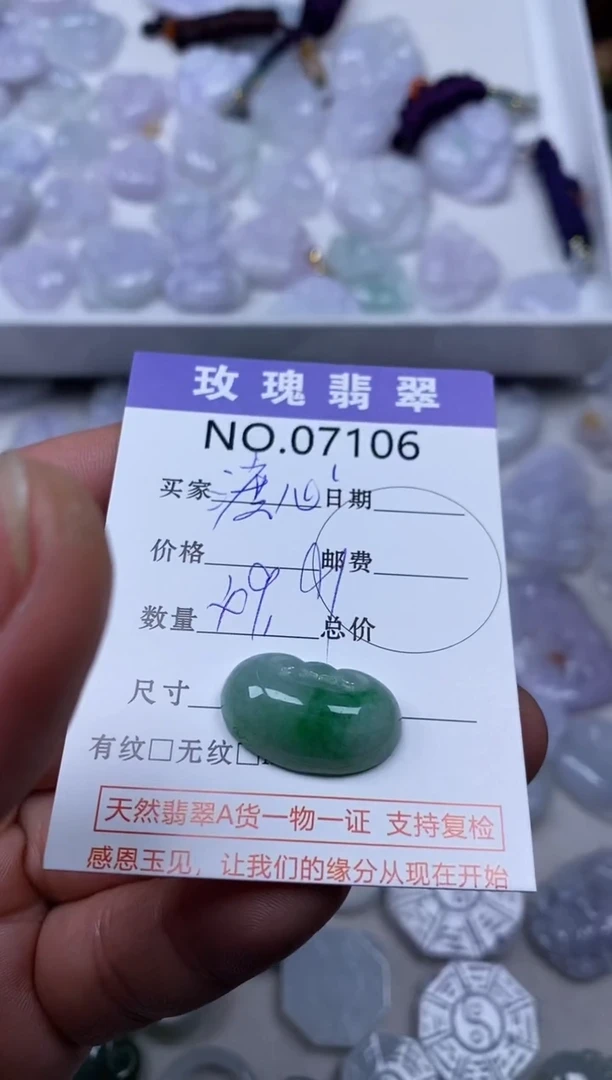 玫瑰翡翠
NO.07106
买家 日期
价格 邮费
数量 总价
尺寸
有纹□无纹□
天然翡翠A货一物一证 支持复检
感恩玉见，让我们的缘分从现在开始